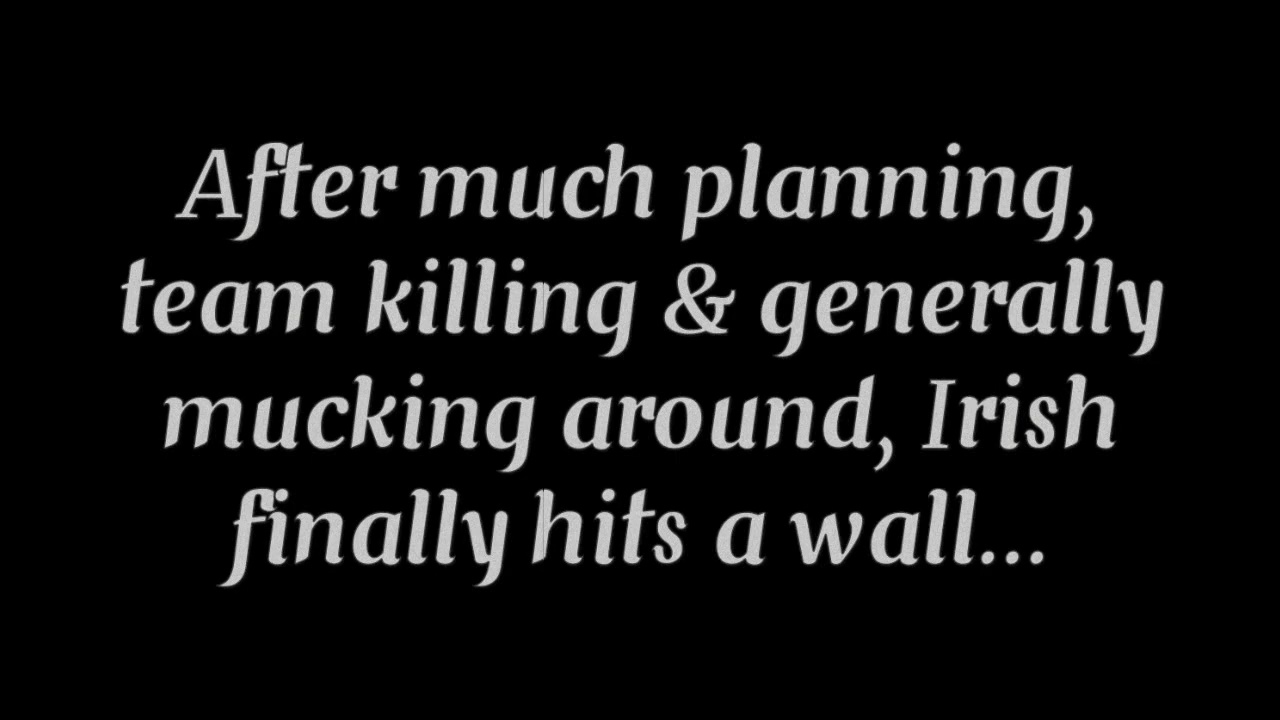 After much planning,
team killing & generally
mucking around, Irish
finally hits a wall...